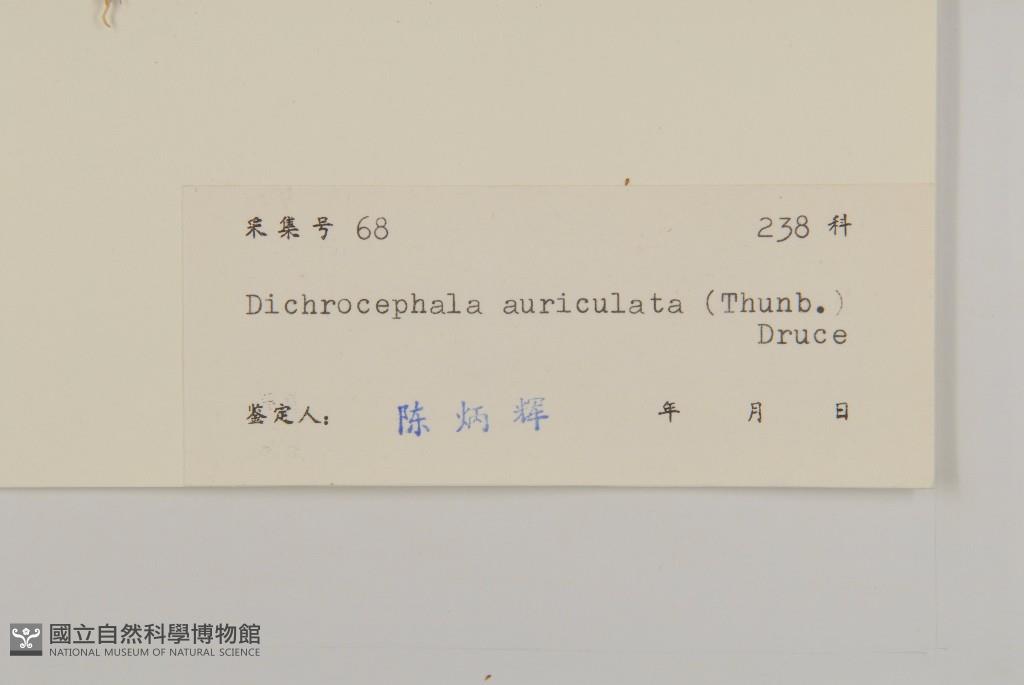 采集号 68 238 科
Dichrocephala auriculata (Thunb.)
Druce
鉴定人: 陈炳辉 年 月 日
國立自然科學博物館
NATIONAL MUSEUM OF NATURAL SCIENCE